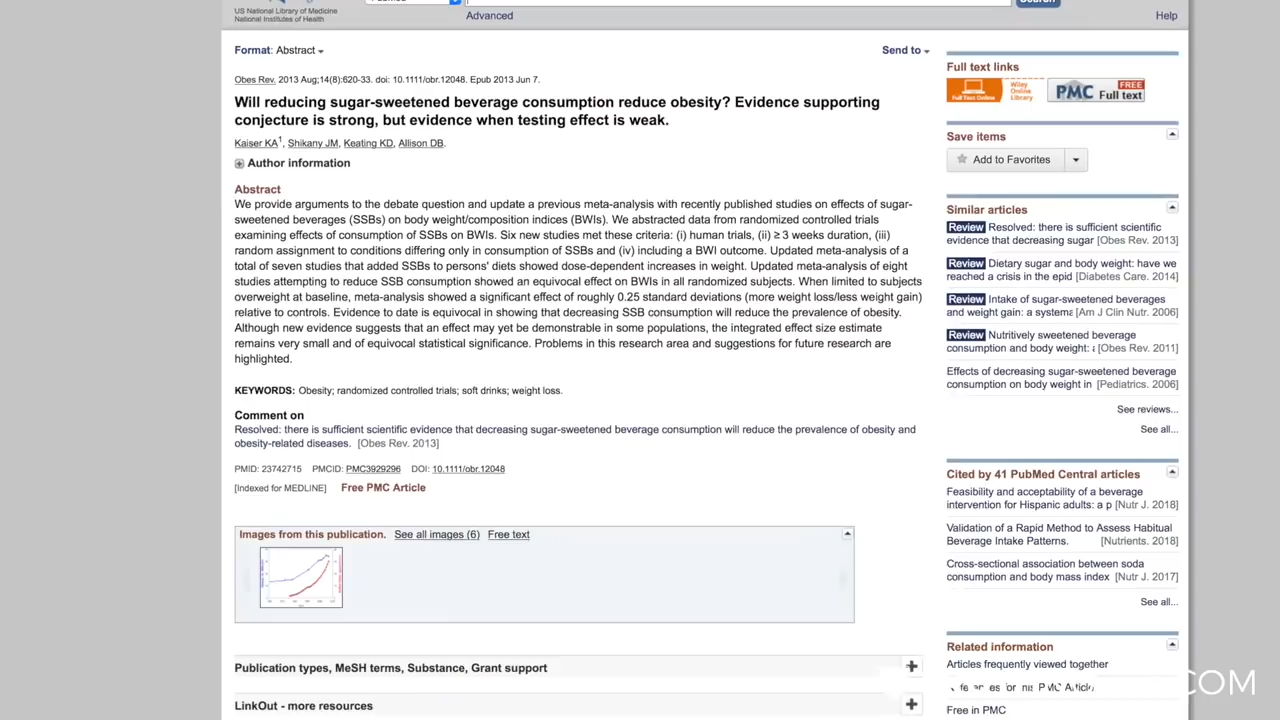 US National Library of Medicine
National Institutes of Health
Search
Advanced
Help
Format: Abstract
Send to
Obes Rev. 2013 Aug;14(8):620-33. doi: 10.1111/obr.12048. Epub 2013 Jun 7.
Will reducing sugar-sweetened beverage consumption reduce obesity? Evidence supporting
conjecture is strong, but evidence when testing effect is weak.
Kaiser KA1, Shikany JM, Keating KD, Allison DB.
Author information
Abstract
We provide arguments to the debate question and update a previous meta-analysis with recently published studies on effects of sugar-
sweetened beverages (SSBs) on body weight/composition indices (BWIs). We abstracted data from randomized controlled trials
examining effects of consumption of SSBs on BWIs. Six new studies met these criteria: (i) human trials, (ii) ≥ 3 weeks duration, (iii)
random assignment to conditions differing only in consumption of SSBs and (iv) including a BWI outcome. Updated meta-analysis of a
total of seven studies that added SSBs to persons' diets showed dose-dependent increases in weight. Updated meta-analysis of eight
studies attempting to reduce SSB consumption showed an equivocal effect on BWIs in all randomized subjects. When limited to subjects
overweight at baseline, meta-analysis showed a significant effect of roughly 0.25 standard deviations (more weight loss/less weight gain)
relative to controls. Evidence to date is equivocal in showing that decreasing SSB consumption will reduce the prevalence of obesity.
Although new evidence suggests that an effect may yet be demonstrable in some populations, the integrated effect size estimate
remains very small and of equivocal statistical significance. Problems in this research area and suggestions for future research are
highlighted.
KEYWORDS: Obesity; randomized controlled trials; soft drinks; weight loss.
Comment on
Resolved: there is sufficient scientific evidence that decreasing sugar-sweetened beverage consumption will reduce the prevalence of obesity and
obesity-related diseases. [Obes Rev. 2013]
PMID: 23742715 PMCID: PMC3929296 DOI: 10.1111/obr.12048
[Indexed for MEDLINE] Free PMC Article
Images from this publication. See all images (6) Free text
Publication types, MeSH terms, Substance, Grant support
LinkOut - more resources
Full text links
Full Text Online
Wiley
Online
Library
PMC FREE
Full text
Save items
Add to Favorites
Similar articles
Review Resolved: there is sufficient scientific
evidence that decreasing sugar [Obes Rev. 2013]
Review Dietary sugar and body weight: have we
reached a crisis in the epid [Diabetes Care. 2014]
Review Intake of sugar-sweetened beverages
and weight gain: a systema [Am J Clin Nutr. 2006]
Review Nutritively sweetened beverage
consumption and body weight: [Obes Rev. 2011]
Effects of decreasing sugar-sweetened beverage
consumption on body weight in [Pediatrics. 2006]
See reviews...
See all...
Cited by 41 PubMed Central articles
Feasibility and acceptability of a beverage
intervention for Hispanic adults: a p [Nutr J. 2018]
Validation of a Rapid Method to Assess Habitual
Beverage Intake Patterns. [Nutrients. 2018]
Cross-sectional association between soda
consumption and body mass index [Nutr J. 2017]
See all...
Related information
Articles frequently viewed together
Free in PMC
.COM